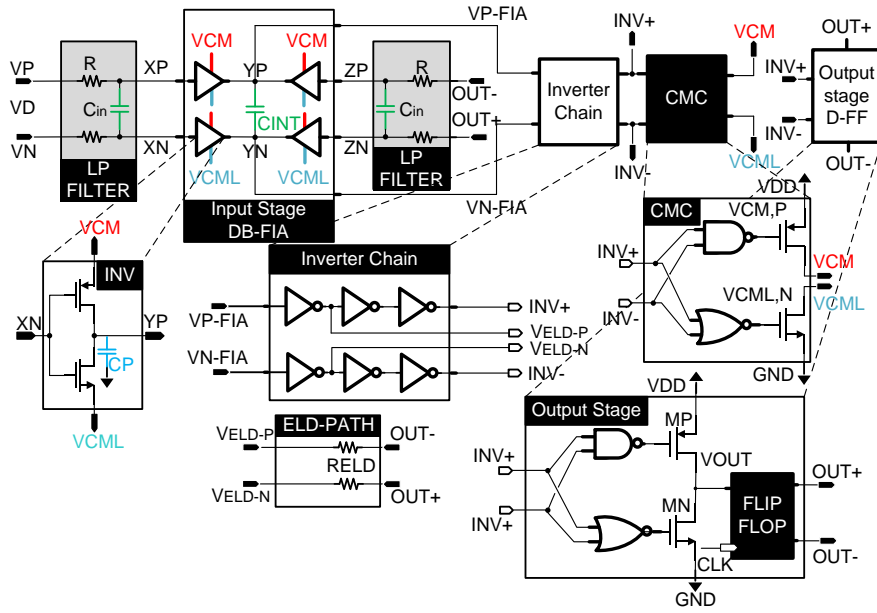 VP-FIA
VP
VD
VN
R
Cin
LP
FILTER
XP
XN
VCM
VCM
YP
YN
CINT
VCML
VCML
Input Stage
DB-FIA
ZP
ZN
R
Cin
LP
FILTER
OUT-
OUT+
VN-FIA
Inverter
Chain
INV+
INV-
CMC
VCM
VCML
INV+
INV-
OUT+
Output
stage
D-FF
OUT-
VCM
INV
XN
YP
CP
VCML
Inverter Chain
VP-FIA
VN-FIA
INV+
VELD-P
VELD-N
INV-
CMC
VDD
VCM,P
INV+
INV-
VCML,N
VCM
VCML
GND
ELD-PATH
VELD-P
OUT-
RELD
VELD-N
OUT+
Output Stage
VDD
MP
VOUT
INV+
INV+
MN
FLIP
FLOP
CLK
OUT+
OUT-
GND